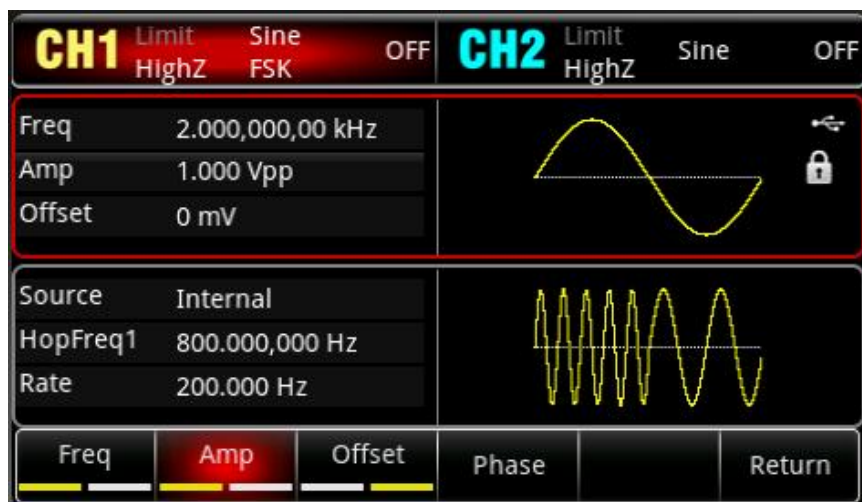 CH1 Limit Sine OFF CH2 Limit Sine OFF
HighZ FSK HighZ
Freq 2.000,000,00 kHz
Amp 1.000 Vpp
Offset 0 mV
Source Internal
HopFreq1 800.000,000 Hz
Rate 200.000 Hz
Freq Amp Offset Phase Return